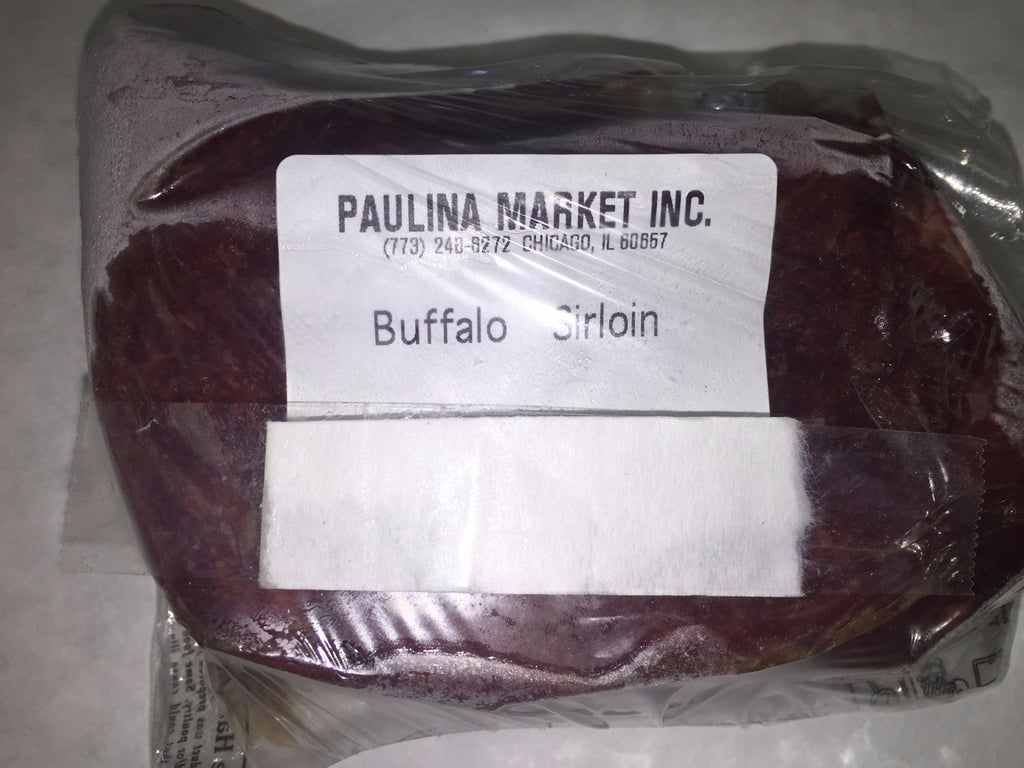 PAULINA MARKET INC.
(773) 248-6272 CHICAGO, IL 60657
Buffalo Sirloin